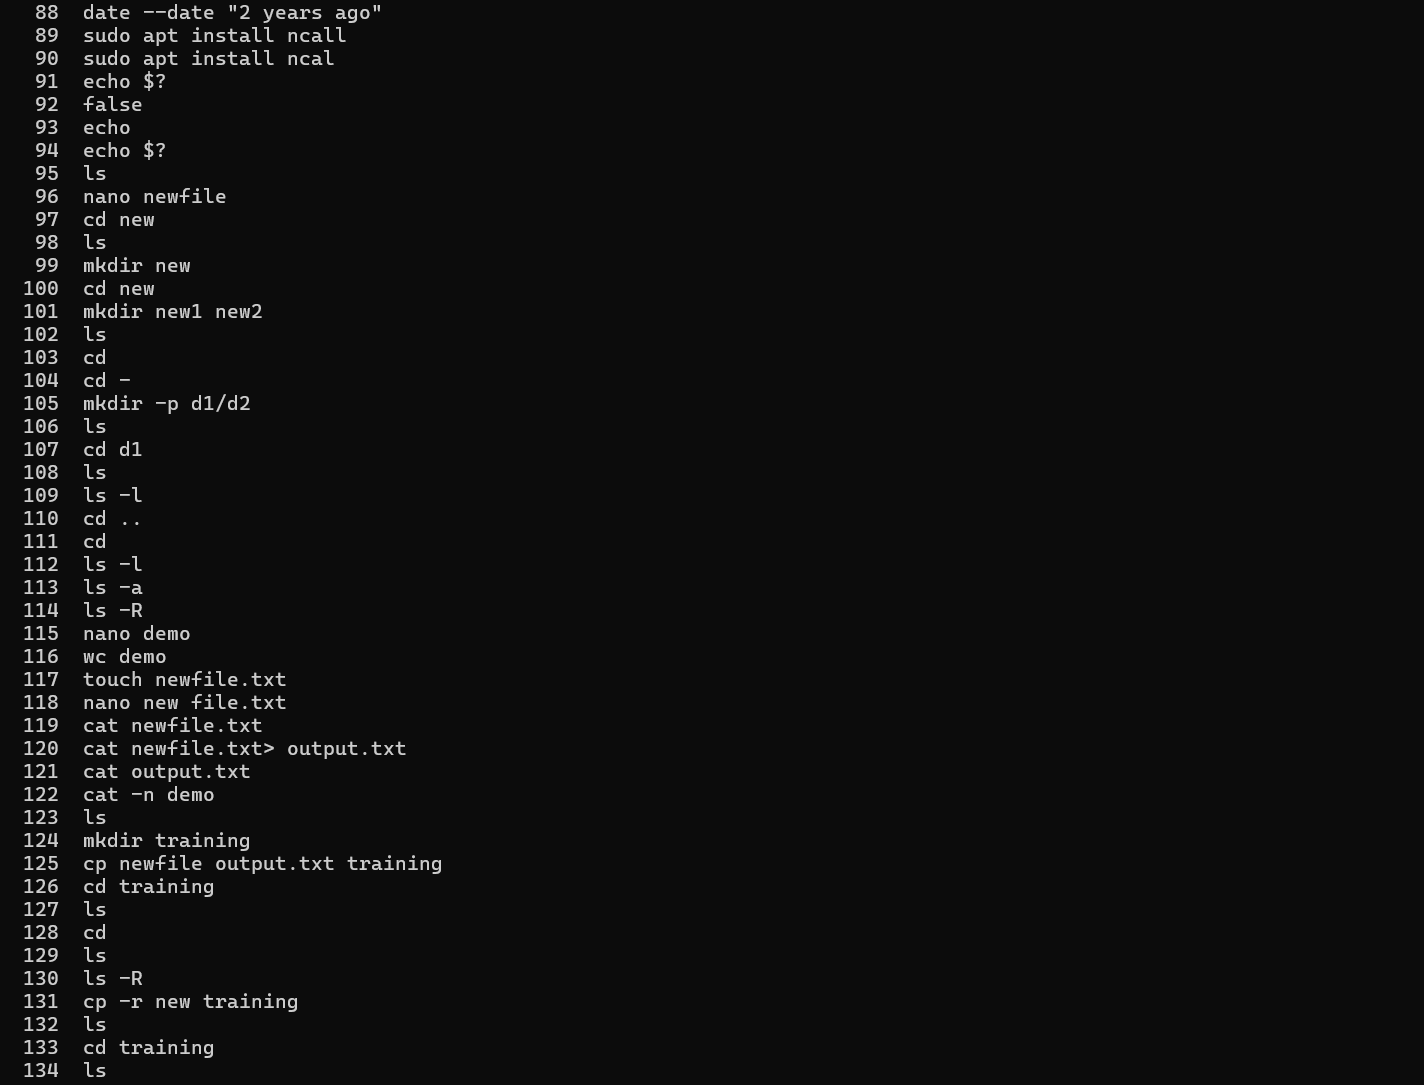 88 date --date "2 years ago"
89 sudo apt install ncall
90 sudo apt install ncal
91 echo $?
92 false
93 echo
94 echo $?
95 ls
96 nano newfile
97 cd new
98 ls
99 mkdir new
100 cd new
101 mkdir new1 new2
102 ls
103 cd
104 cd -
105 mkdir -p d1/d2
106 ls
107 cd d1
108 ls
109 ls -l
110 cd ..
111 cd
112 ls -l
113 ls -a
114 ls -R
115 nano demo
116 wc demo
117 touch newfile.txt
118 nano new file.txt
119 cat newfile.txt
120 cat newfile.txt> output.txt
121 cat output.txt
122 cat -n demo
123 ls
124 mkdir training
125 cp newfile output.txt training
126 cd training
127 ls
128 cd
129 ls
130 ls -R
131 cp -r new training
132 ls
133 cd training
134 ls